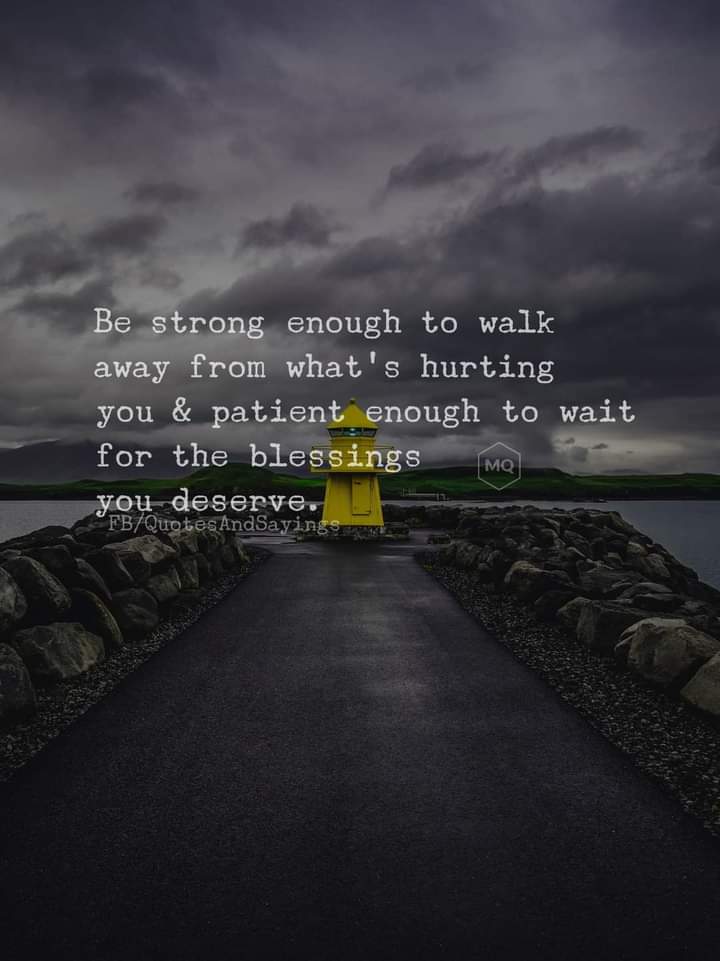 Be strong enough to walk
away from what's hurting
you & patient enough to wait
for the blessings
MQ
you deserve.
FB/QuotesAndSayings